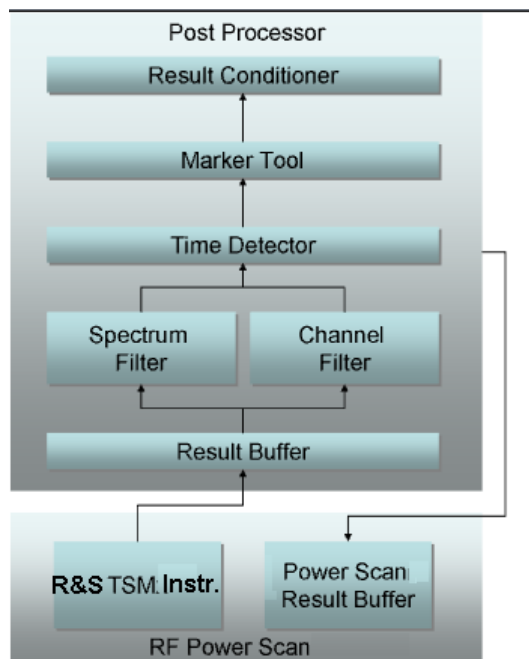 Post Processor
Result Conditioner
Marker Tool
Time Detector
Spectrum
Filter
Channel
Filter
Result Buffer
R&S TSM: Instr.
Power Scan
Result Buffer
RF Power Scan